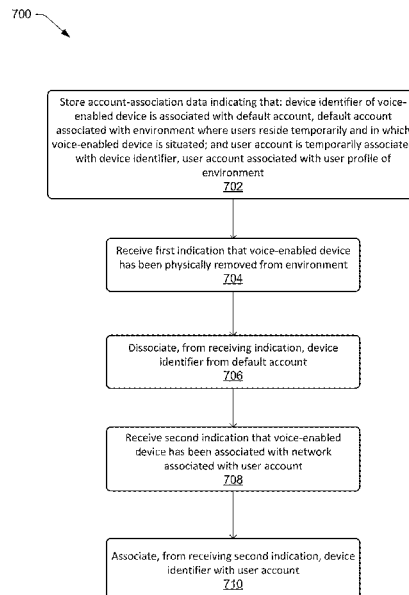 700
Store account-association data indicating that: device identifier of voice-
enabled device is associated with default account, default account
associated with environment where users reside temporarily and in which
voice-enabled device is situated; and user account is temporarily associate
with device identifier, user account associated with user profile of
environment
702
Receive first indication that voice-enabled device
has been physically removed from environment
704
Dissociate, from receiving indication, device
identifier from default account
706
Receive second indication that voice-enabled
device has been associated with network
associated with user account
708
Associate, from receiving second indication, device
identifier with user account
710